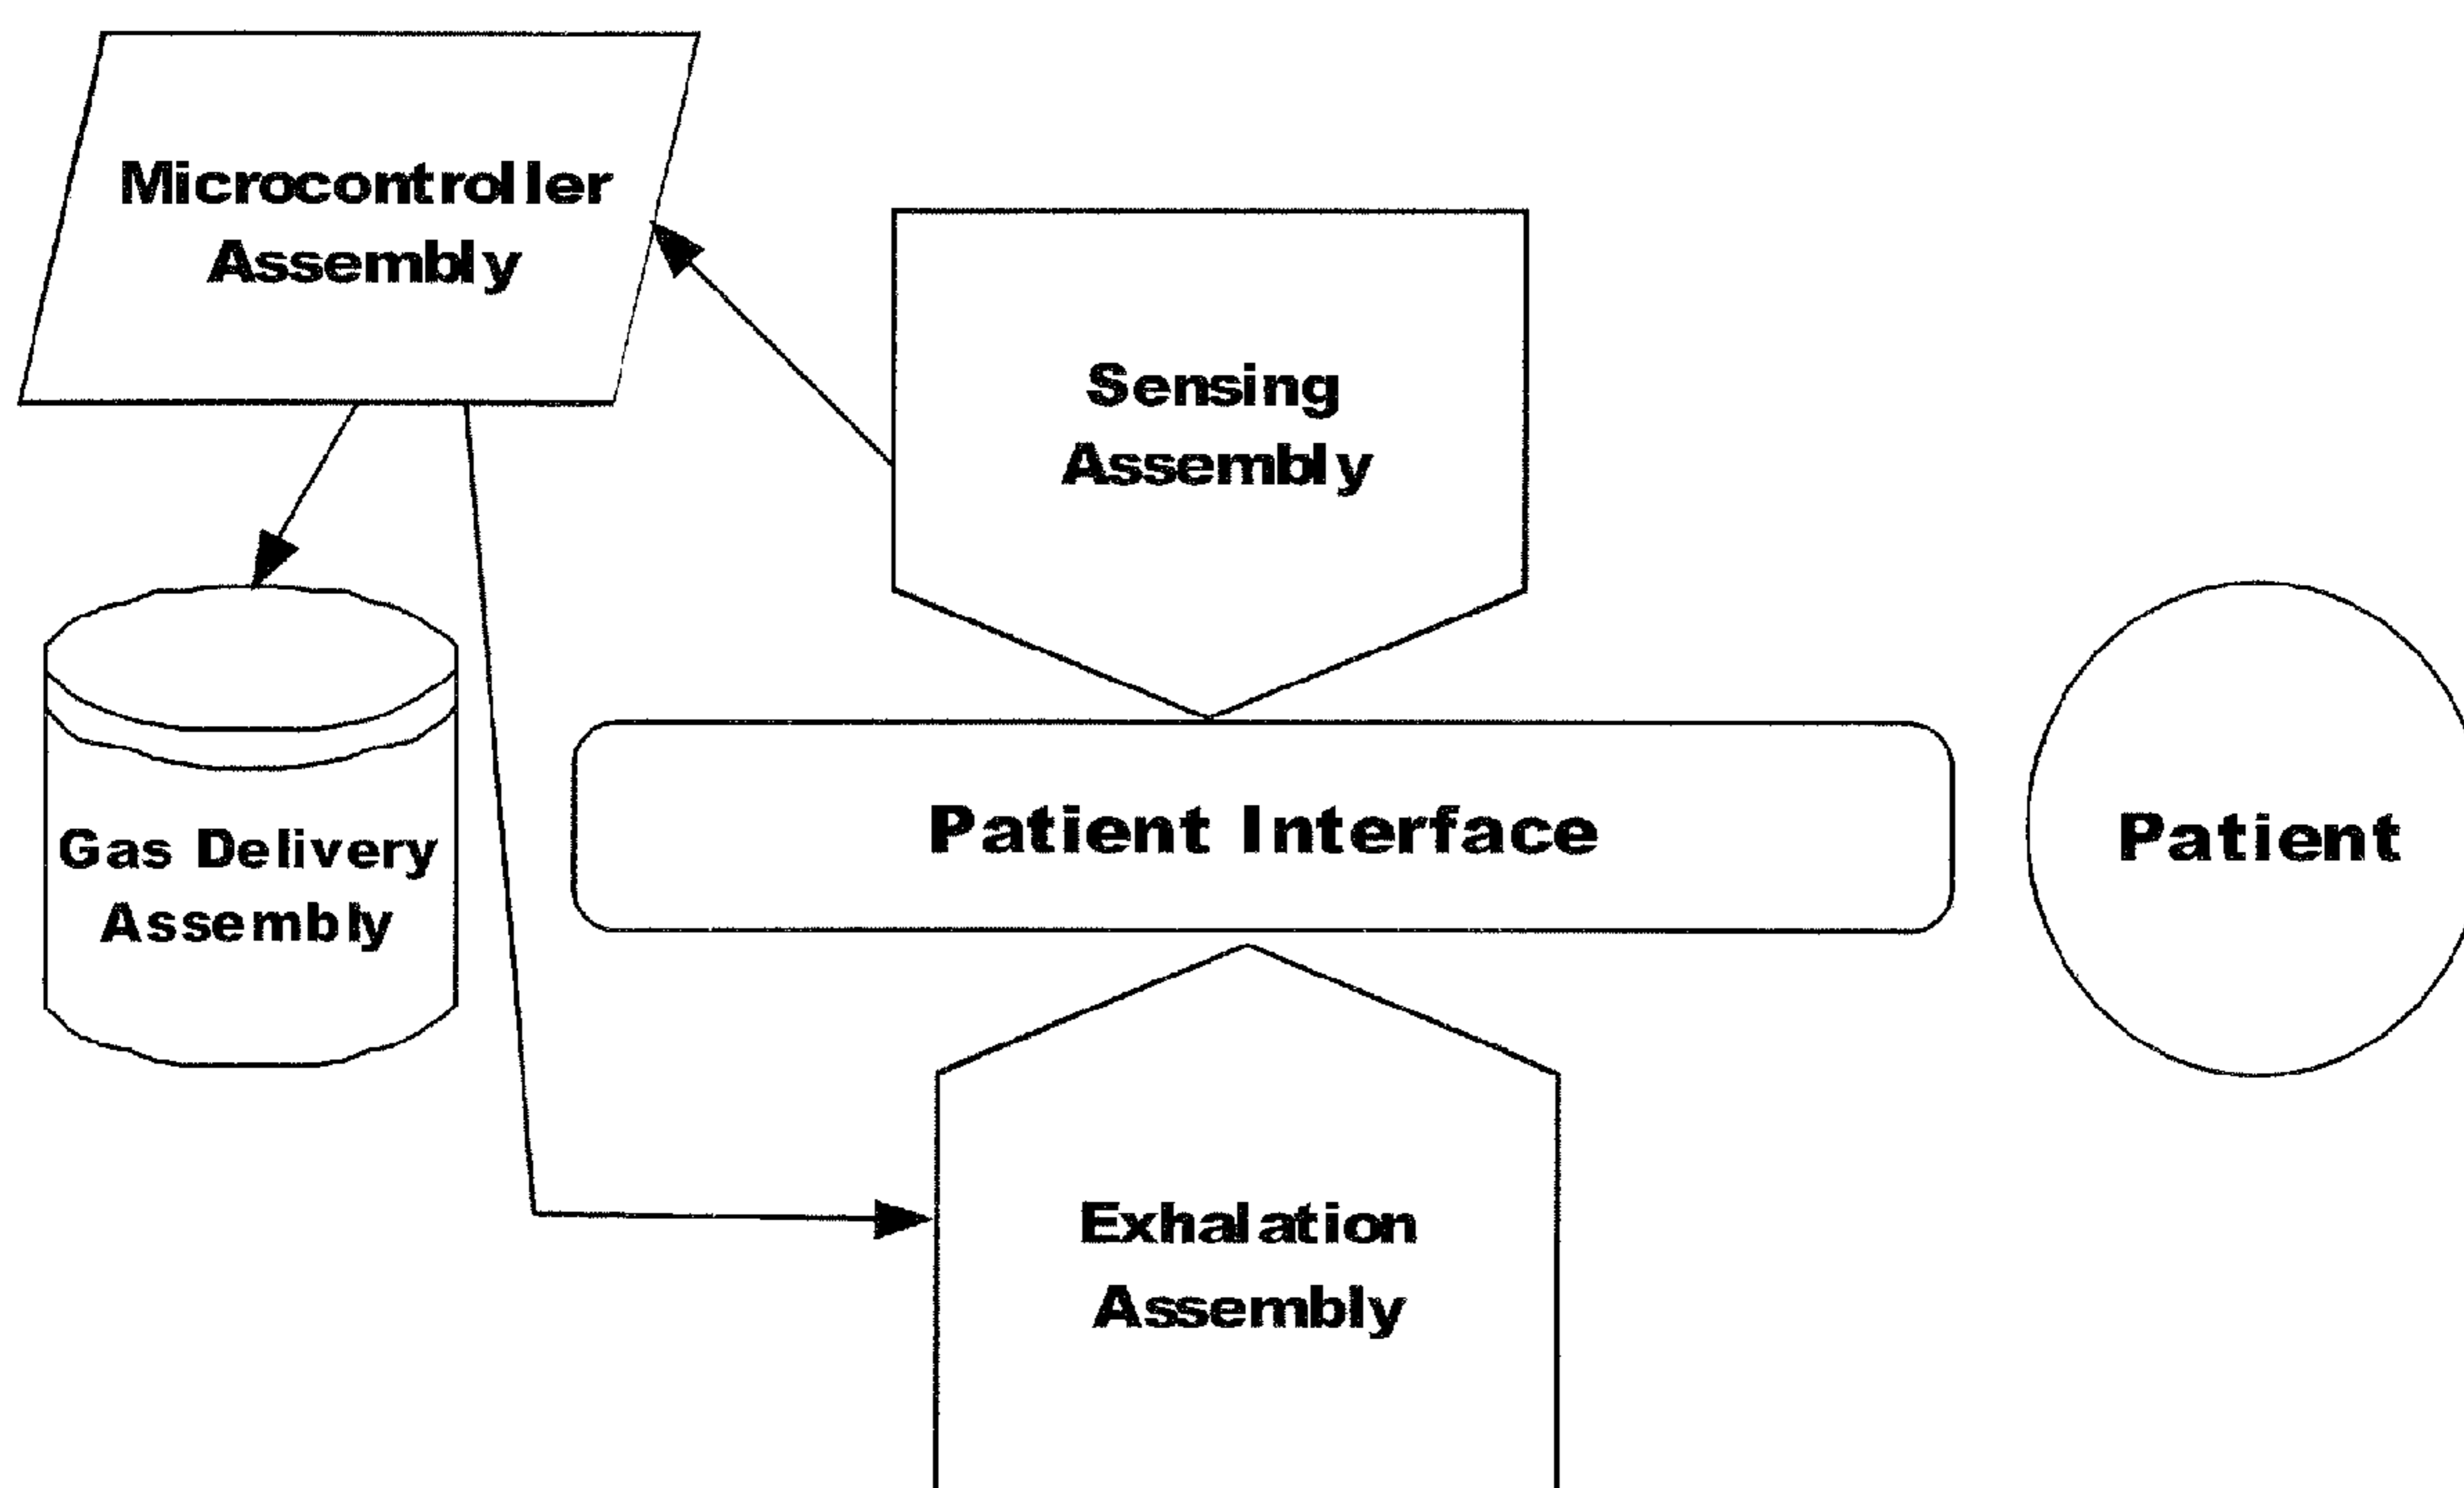 Microcontroller
Assembly
Sensing
Assembly
Gas Delivery
Assembly
Patient Interface
Patient
Exhalation
Assembly